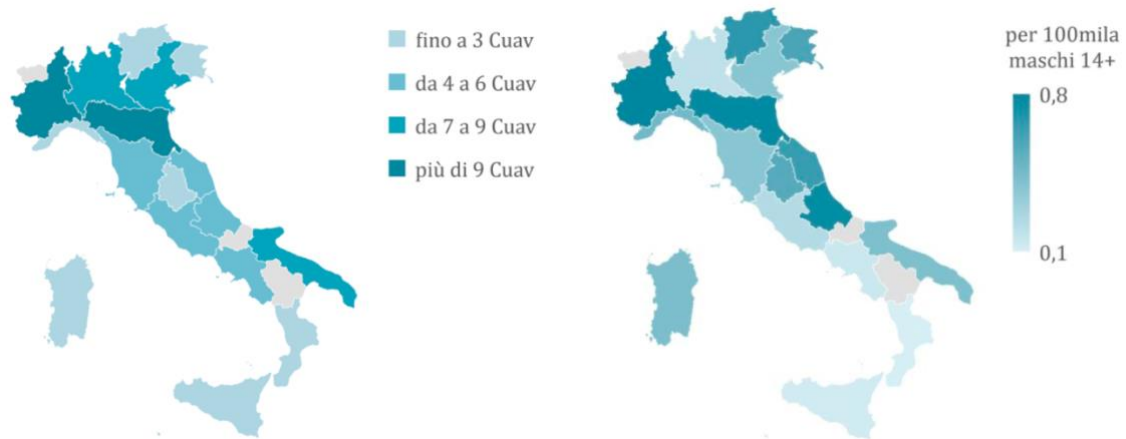 fino a 3 Cuav
da 4 a 6 Cuav
da 7 a 9 Cuav
più di 9 Cuav
per 100mila
maschi 14+
0,8
0,1